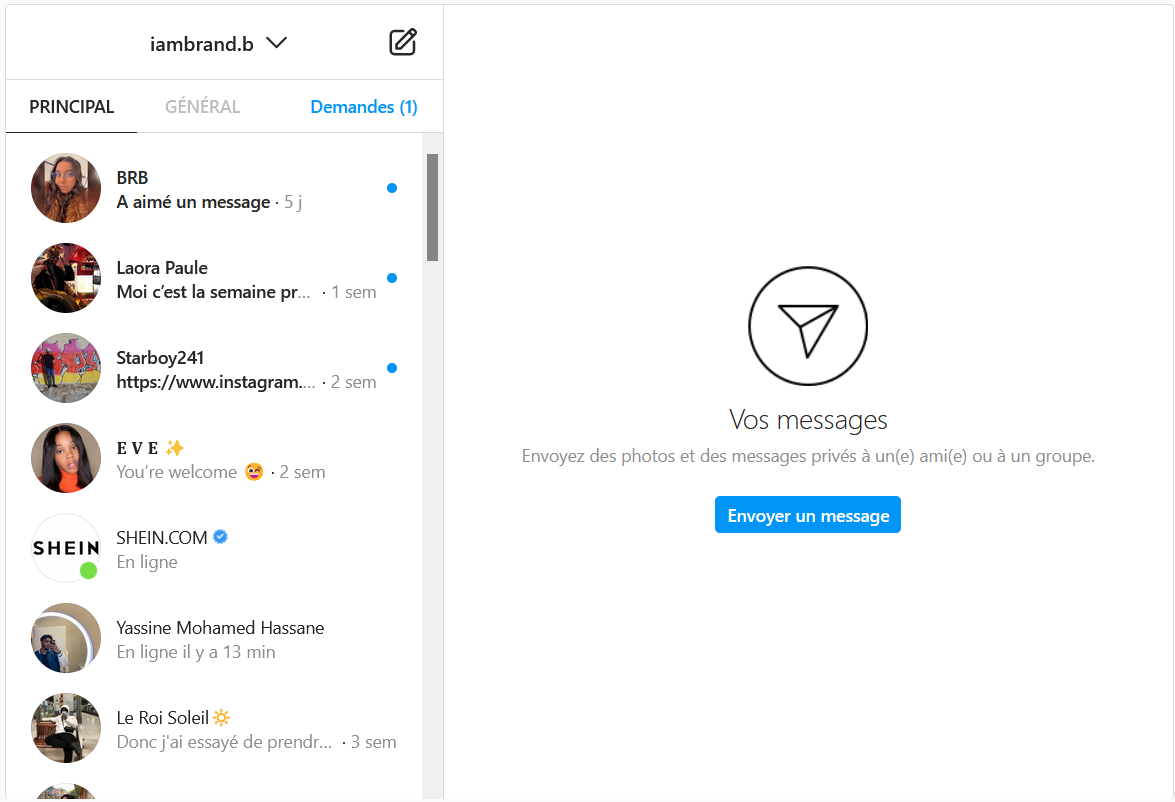 iambrand.b
PRINCIPAL GÉNÉRAL Demandes (1)
BRB
A aimé un message · 5 j
Laora Paule
Moi c’est la semaine pr... · 1 sem
Starboy241
https://www.instagram.... · 2 sem
E V E ✨
You’re welcome 😄 · 2 sem
SHEIN
SHEIN.COM
En ligne
Yassine Mohamed Hassane
En ligne il y a 13 min
Le Roi Soleil🔆
Donc j'ai essayé de prendr... · 3 sem
Vos messages
Envoyez des photos et des messages privés à un(e) ami(e) ou à un groupe.
Envoyer un message